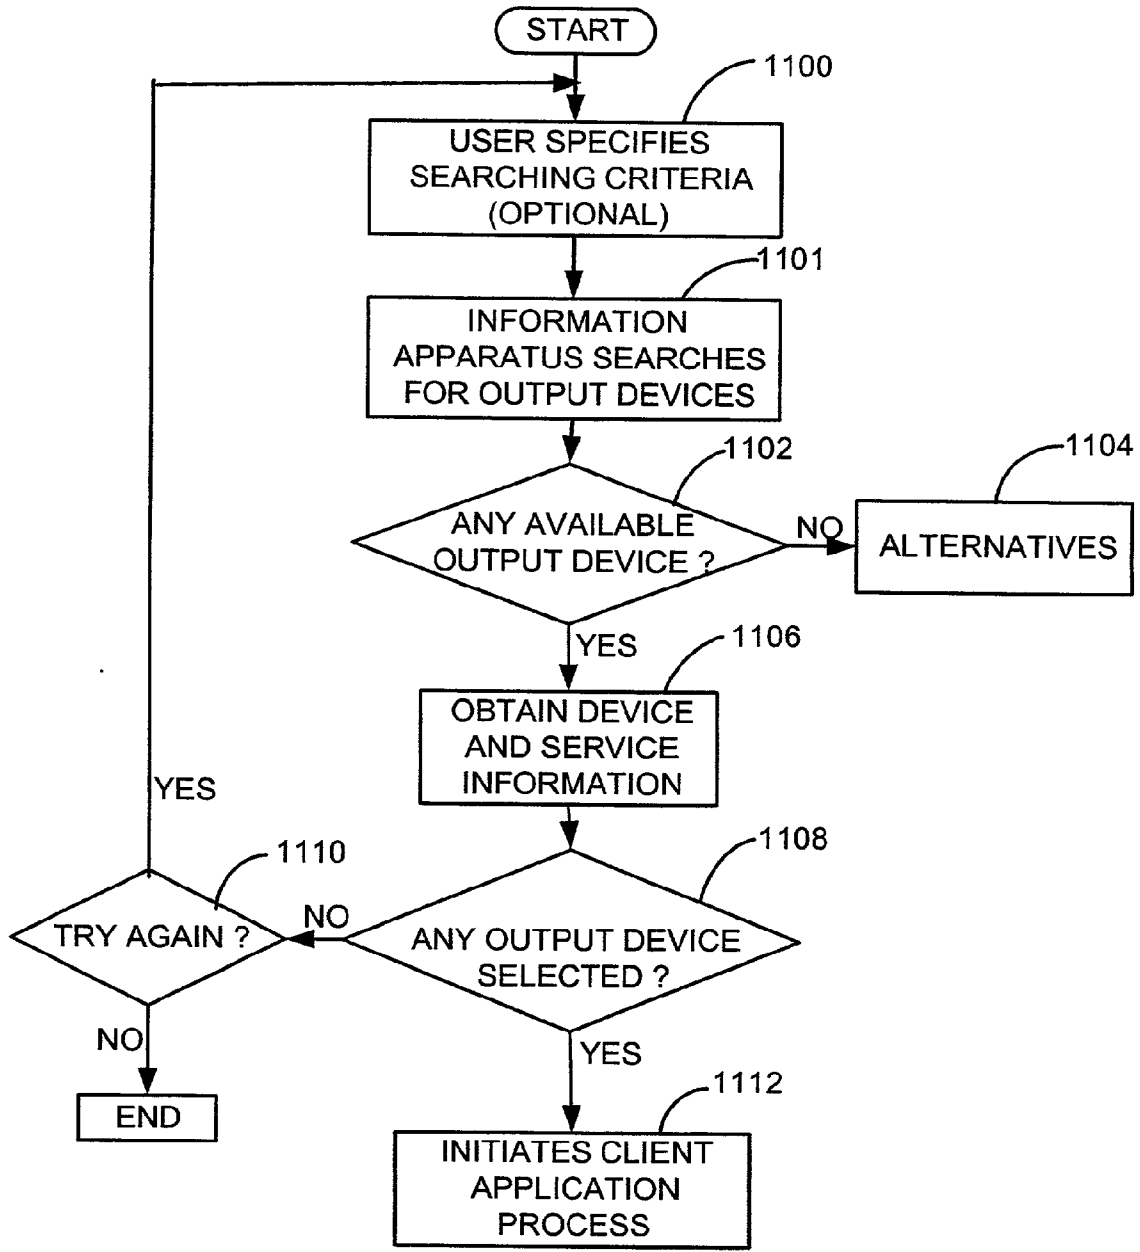 START
1100
USER SPECIFIES
SEARCHING CRITERIA
(OPTIONAL)
1101
INFORMATION
APPARATUS SEARCHES
FOR OUTPUT DEVICES
1102
1104
ANY AVAILABLE
OUTPUT DEVICE ?
NO
ALTERNATIVES
YES
1106
OBTAIN DEVICE
AND SERVICE
INFORMATION
YES
1108
1110
TRY AGAIN ?
NO
ANY OUTPUT DEVICE
SELECTED ?
NO
YES
END
1112
INITIATES CLIENT
APPLICATION
PROCESS